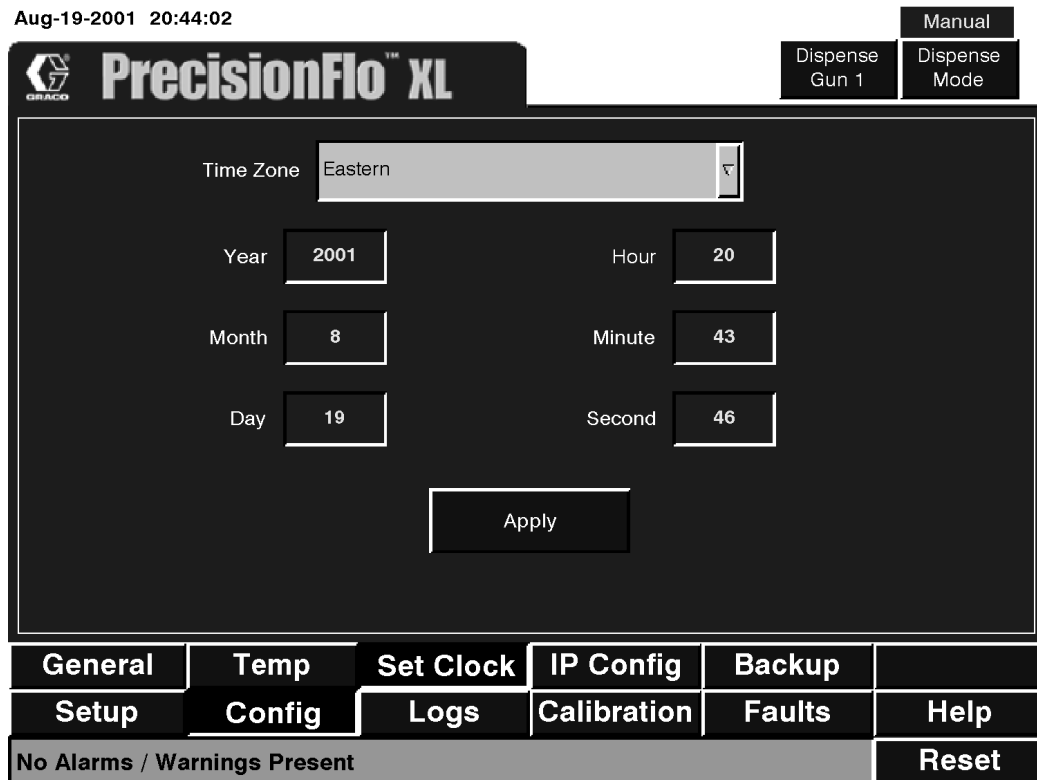 Aug-19-2001 20:44:02
Manual
GRACO
PrecisionFlo™ XL
Dispense
Gun 1
Dispense
Mode
Time Zone Eastern
Year 2001 Hour 20
Month 8 Minute 43
Day 19 Second 46
Apply
General Temp Set Clock IP Config Backup
Setup Config Logs Calibration Faults Help
No Alarms / Warnings Present Reset